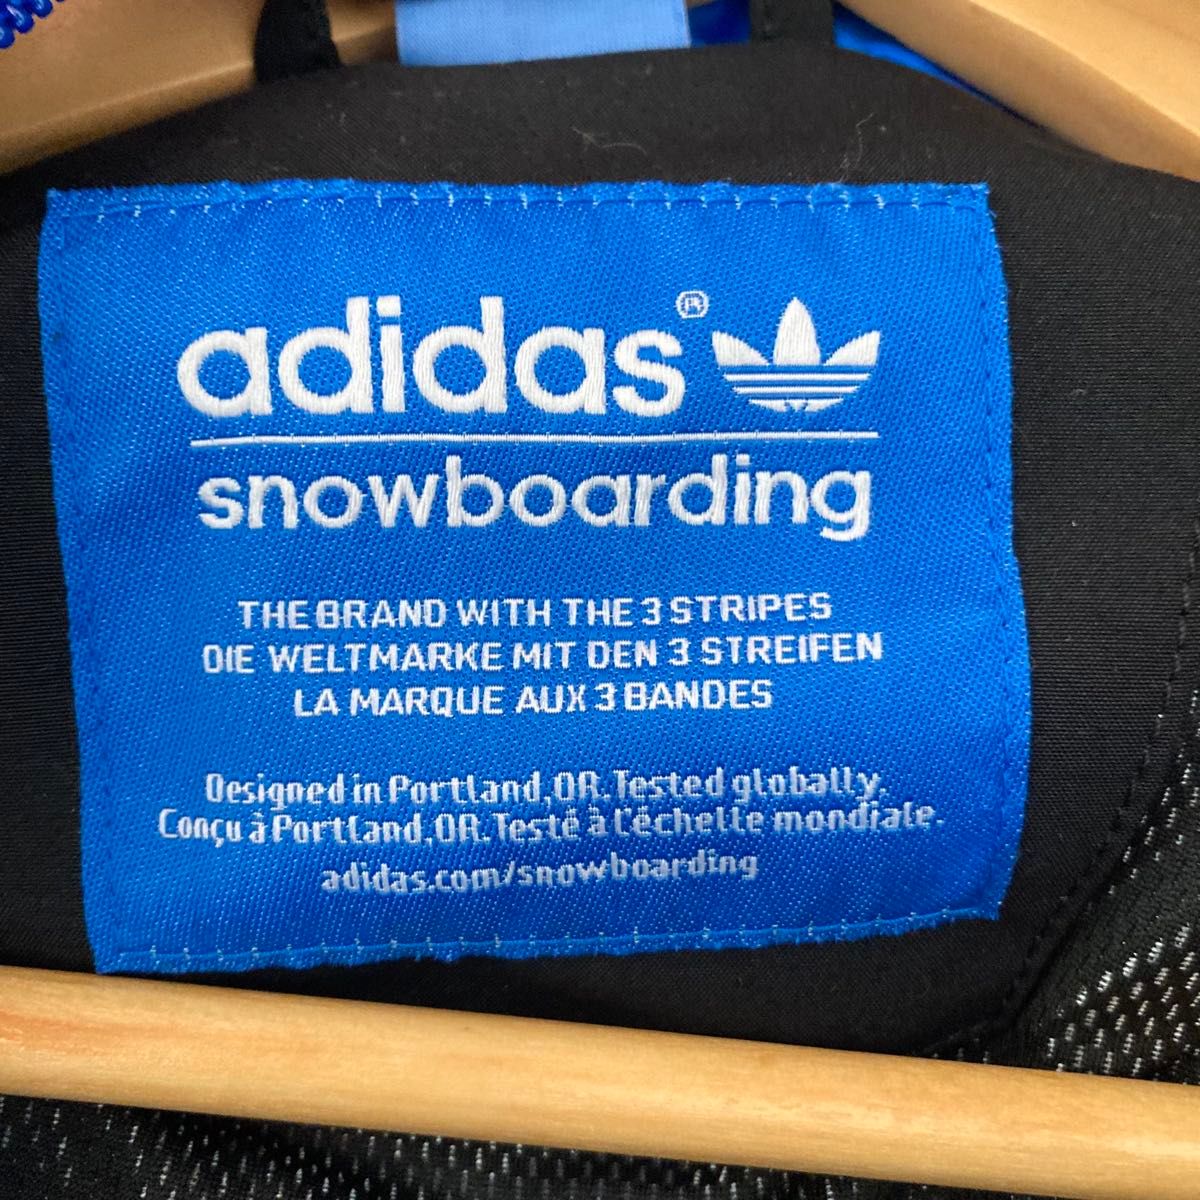 adidas®
snowboarding
THE BRAND WITH THE 3 STRIPES
DIE WELTMARKE MIT DEN 3 STREIFEN
LA MARQUE AUX 3 BANDES
Designed in Portland, OR. Tested globally.
Conçu à Portland, OR. Testé à l'échelle mondiale.
adidas.com/snowboarding